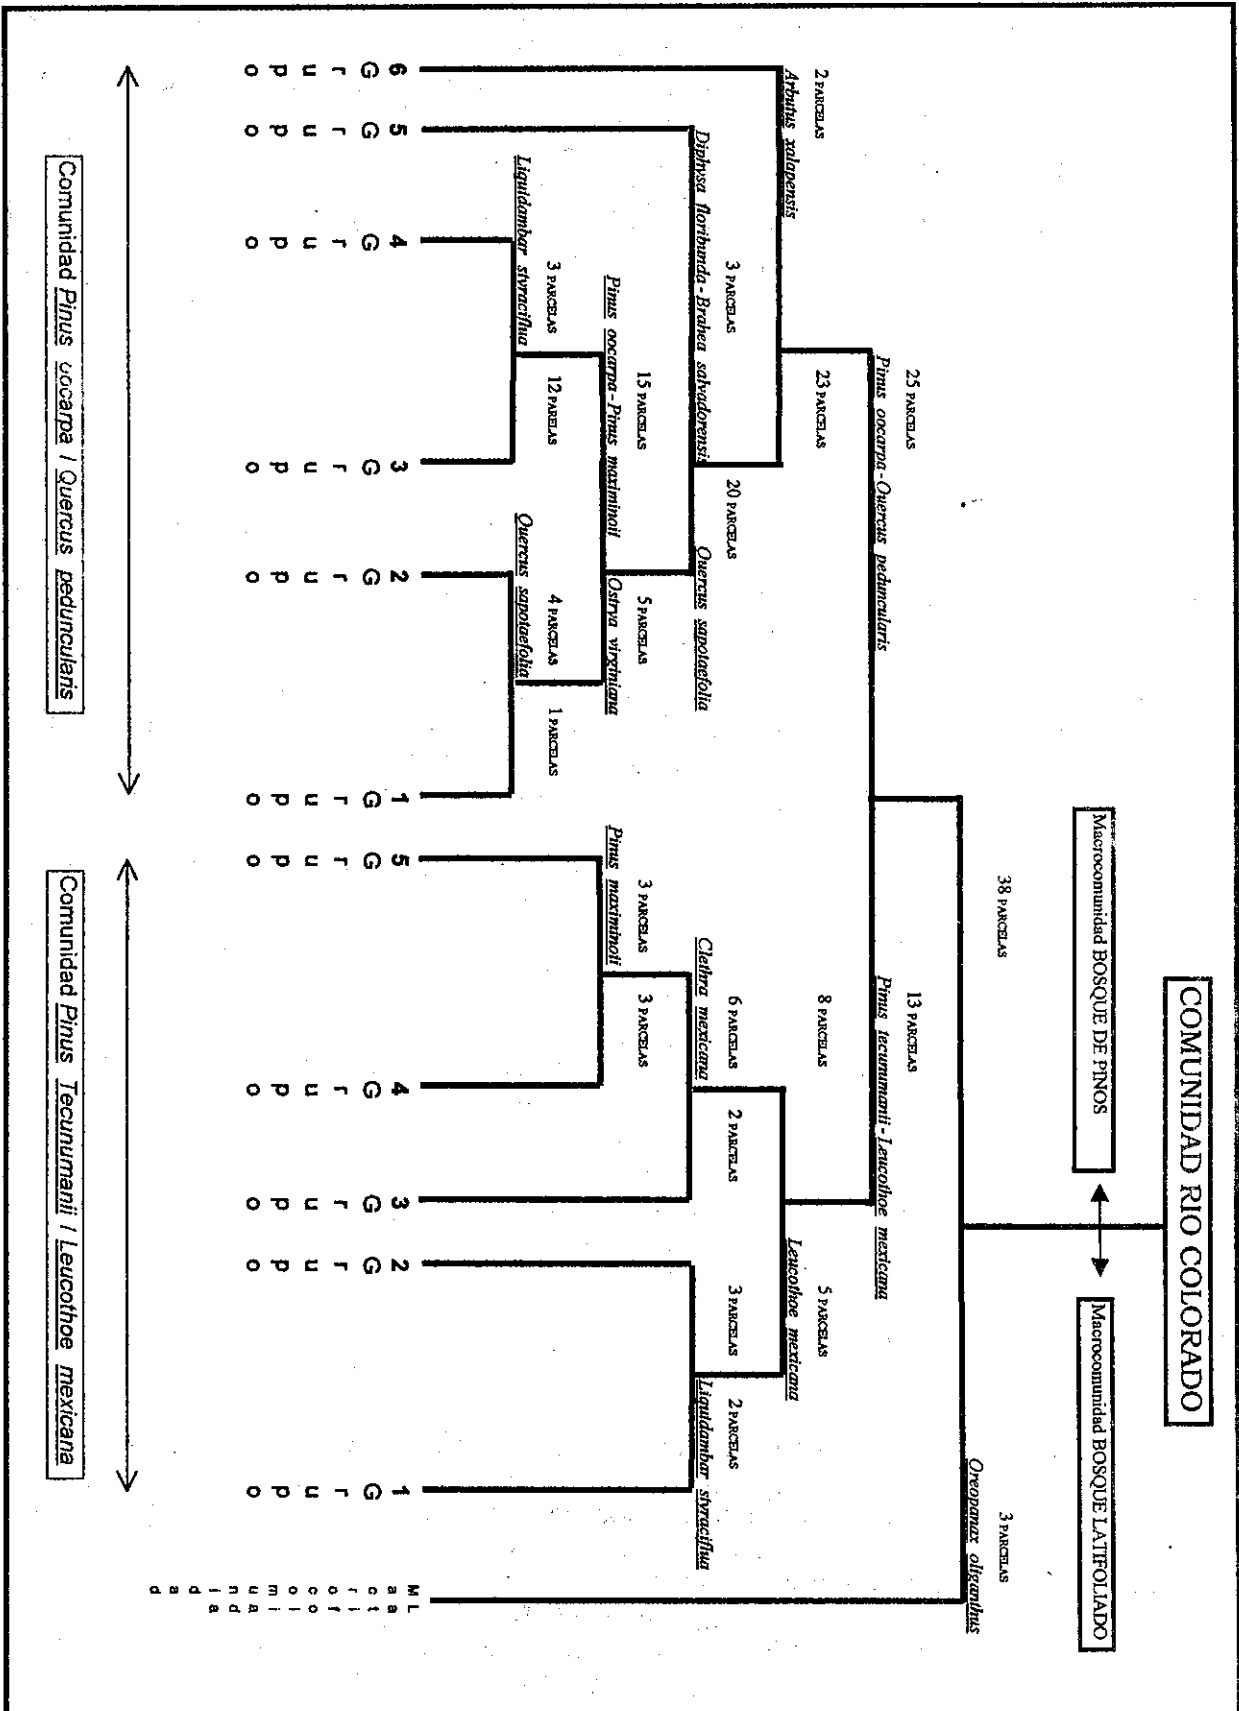 COMUNIDAD RIO COLORADO
Macrocomunidad BOSQUE DE PINOS
Macrocomunidad BOSQUE LATIFOLIADO
38 PARCELAS
3 PARCELAS
Oreopanax oliganthus
25 PARCELAS
13 PARCELAS
Pinus oocarpa - Quercus peduncularis
Pinus tecunumanii - Leucothoe mexicana
2 PARCELAS
23 PARCELAS
8 PARCELAS
5 PARCELAS
Arbutus xalapensis
Leucothoe mexicana
3 PARCELAS
20 PARCELAS
6 PARCELAS
2 PARCELAS
3 PARCELAS
2 PARCELAS
Diphysa floribunda - Brahea salvadorensis
Quercus sapotaefolia
Clethra mexicana
Liquidambar styraciflua
15 PARCELAS
5 PARCELAS
3 PARCELAS
3 PARCELAS
Pinus oocarpa - Pinus maximinoii
Ostrya virginiana
Pinus maximinoii
3 PARCELAS
12 PARELAS
4 PARCELAS
1 PARCELAS
Liquidambar styraciflua
Quercus sapotaefolia
6 Grupo
5 Grupo
4 Grupo
3 Grupo
2 Grupo
1 Grupo
5 Grupo
4 Grupo
3 Grupo
2 Grupo
1 Grupo
Macrocomunidad
Latifolia
Comunidad Pinus oocarpa / Quercus peduncularis
Comunidad Pinus Tecunumanii / Leucothoe mexicana